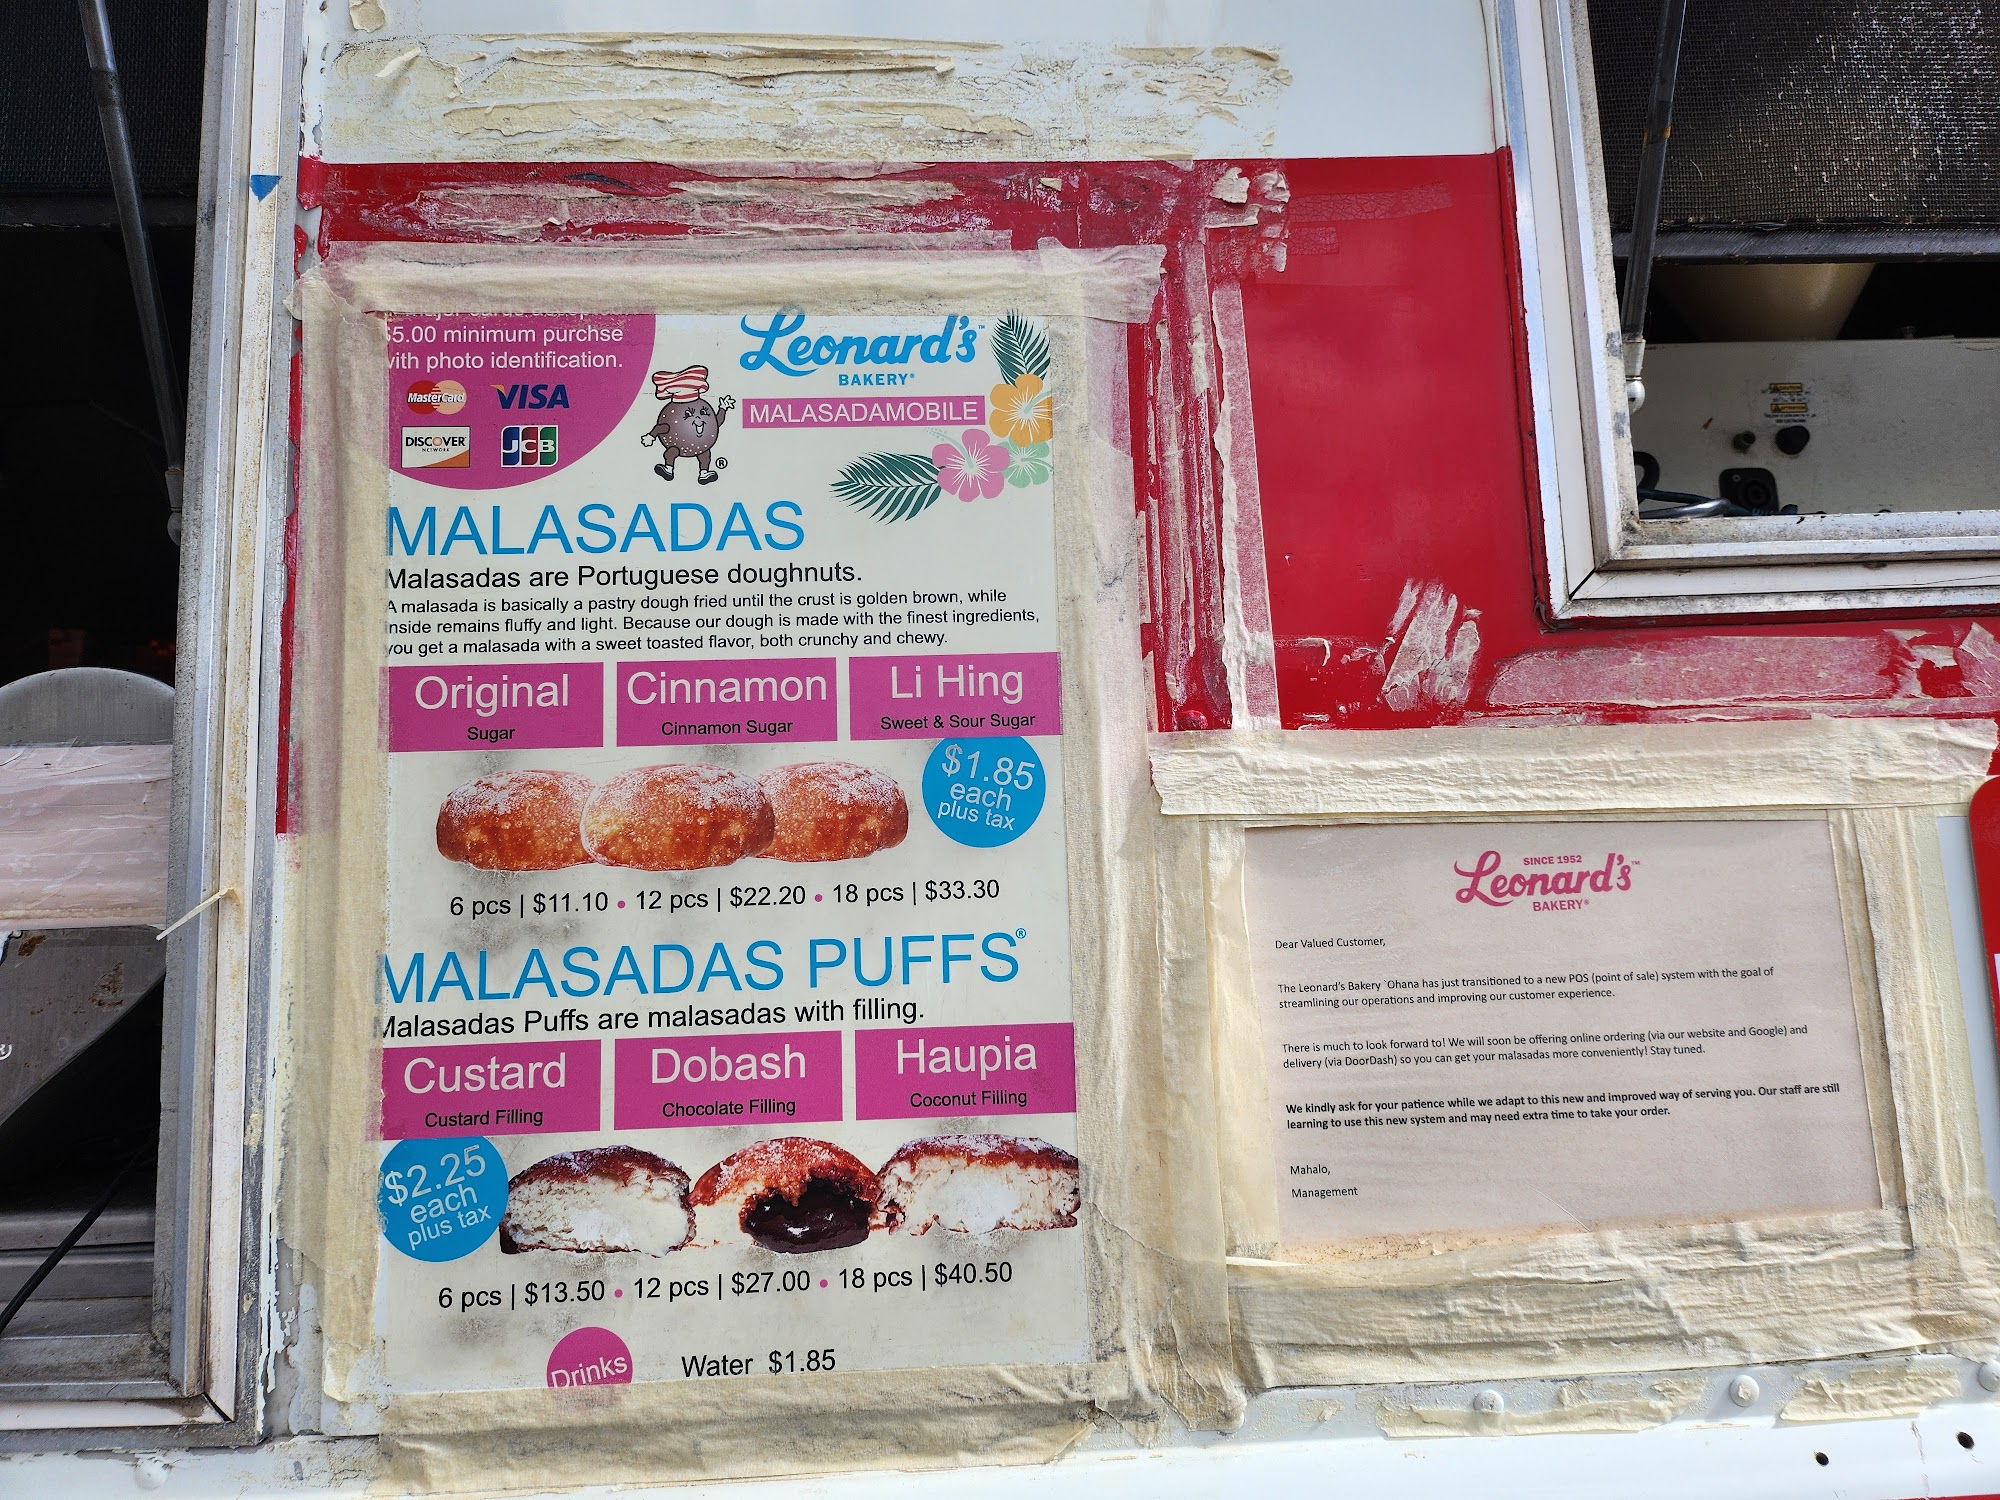 $5.00 minimum purchse
with photo identification.
MasterCard VISA
DISCOVER
NETWORK
JCB
Leonard's™
BAKERY®
MALASADAMOBILE
®
MALASADAS
Malasadas are Portuguese doughnuts.
A malasada is basically a pastry dough fried until the crust is golden brown, while
inside remains fluffy and light. Because our dough is made with the finest ingredients,
you get a malasada with a sweet toasted flavor, both crunchy and chewy.
Original
Sugar
Cinnamon
Cinnamon Sugar
Li Hing
Sweet & Sour Sugar
$1.85
each
plus tax
6 pcs | $11.10 • 12 pcs | $22.20 • 18 pcs | $33.30
MALASADAS PUFFS®
Malasadas Puffs are malasadas with filling.
Custard
Custard Filling
Dobash
Chocolate Filling
Haupia
Coconut Filling
$2.25
each
plus tax
6 pcs | $13.50 • 12 pcs | $27.00 • 18 pcs | $40.50
Drinks
Water $1.85
SINCE 1952
Leonard's™
BAKERY®
Dear Valued Customer,
The Leonard's Bakery `Ohana has just transitioned to a new POS (point of sale) system with the goal of
streamlining our operations and improving our customer experience.
There is much to look forward to! We will soon be offering online ordering (via our website and Google) and
delivery (via DoorDash) so you can get your malasadas more conveniently! Stay tuned.
We kindly ask for your patience while we adapt to this new and improved way of serving you. Our staff are still
learning to use this new system and may need extra time to take your order.
Mahalo,
Management